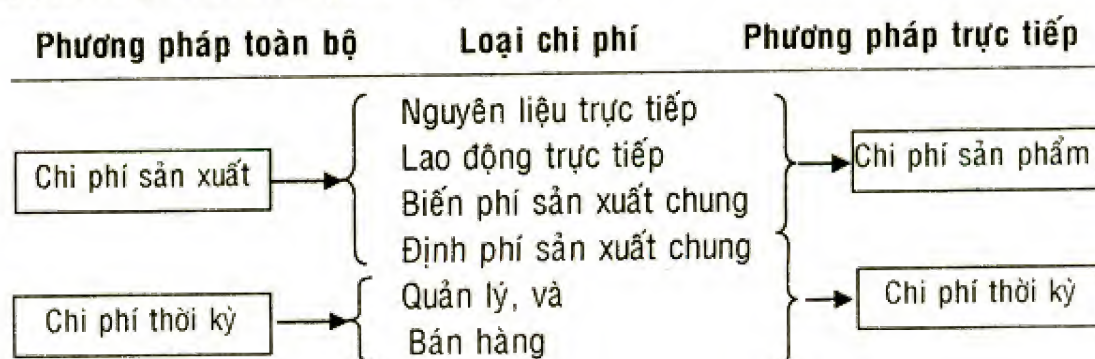 Phương pháp toàn bộ Loại chi phí Phương pháp trực tiếp
Nguyên liệu trực tiếp
Chi phí sản xuất Lao động trực tiếp Chi phí sản phẩm
Biến phí sản xuất chung
Định phí sản xuất chung
Chi phí thời kỳ Quản lý, và Chi phí thời kỳ
Bán hàng